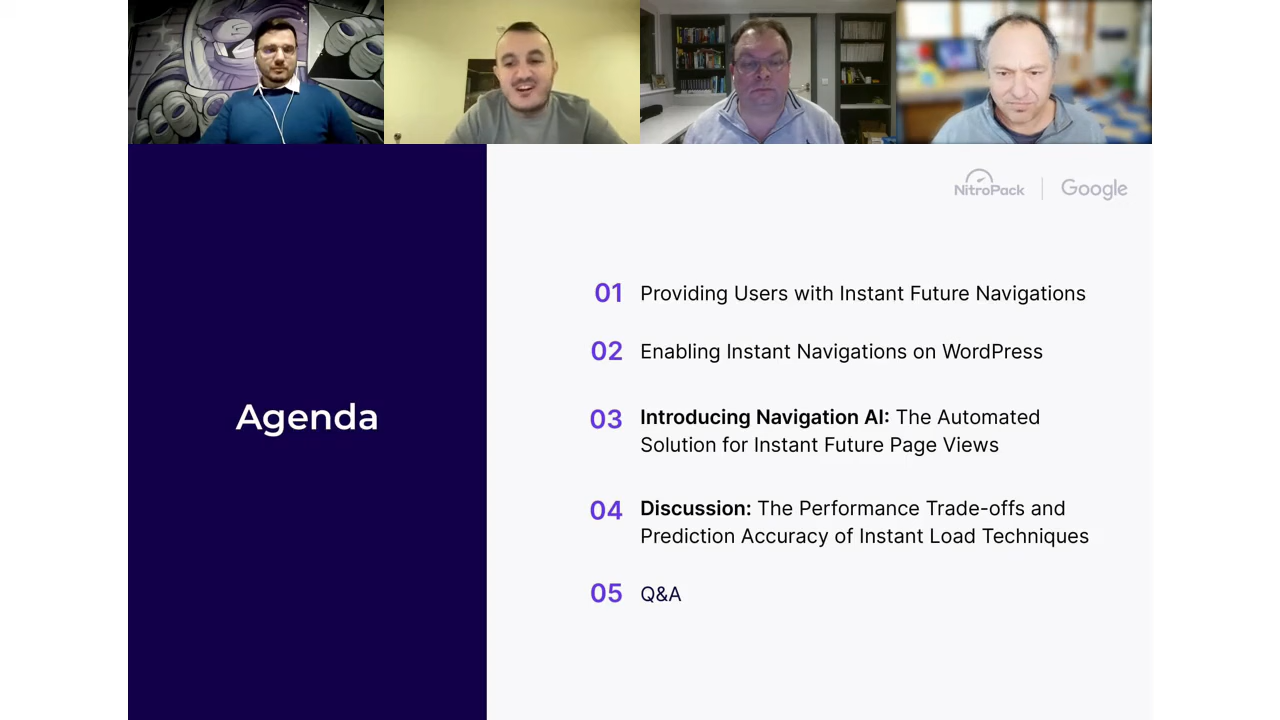 NitroPack
Google
Agenda
01 Providing Users with Instant Future Navigations
02 Enabling Instant Navigations on WordPress
03 Introducing Navigation AI: The Automated
Solution for Instant Future Page Views
04 Discussion: The Performance Trade-offs and
Prediction Accuracy of Instant Load Techniques
05 Q&A